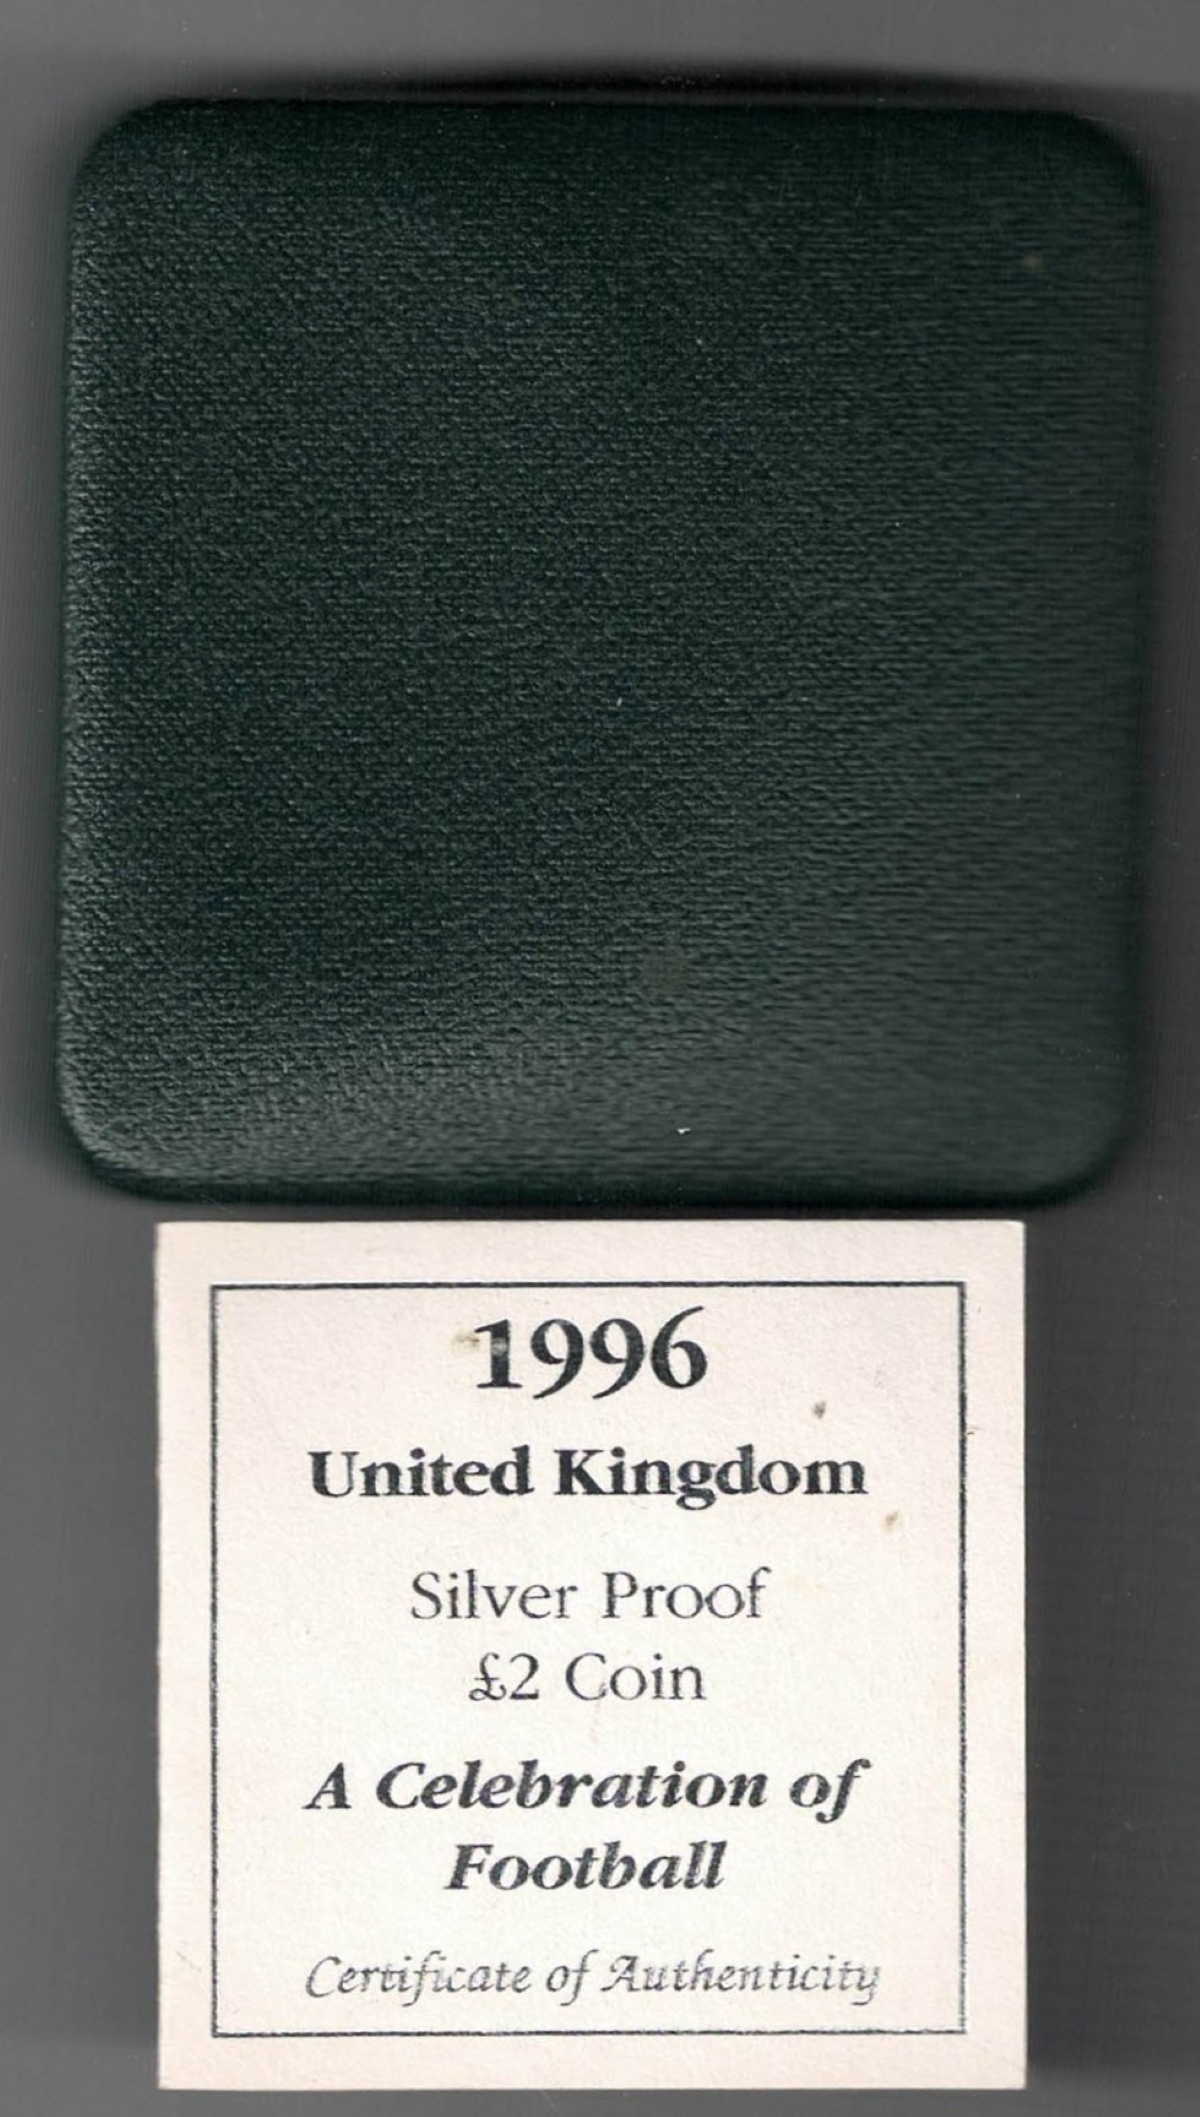 1996
United Kingdom
Silver Proof
£2 Coin
A Celebration of
Football
Certificate of Authenticity